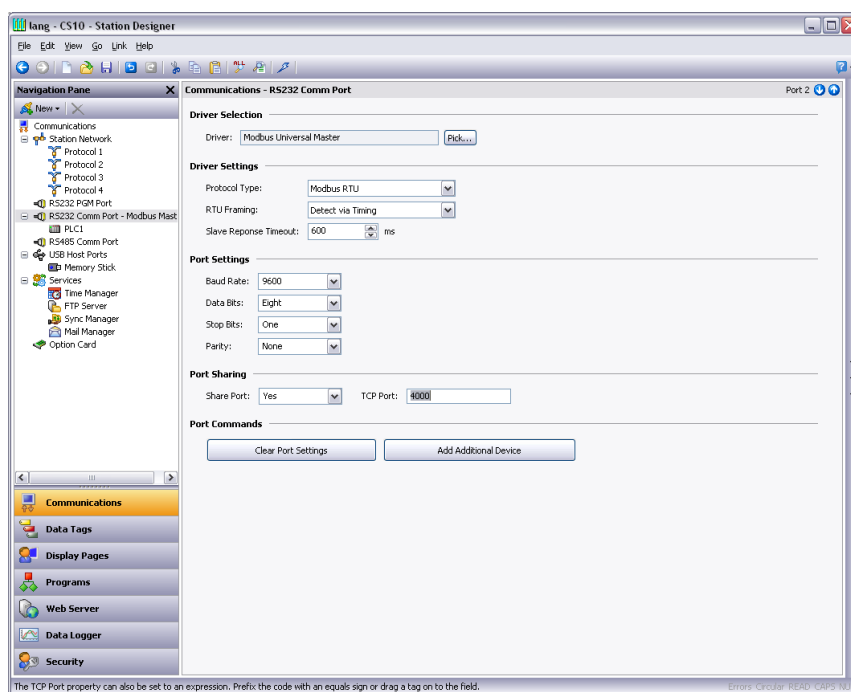 lang - CS10 - Station Designer
File Edit View Go Link Help
Navigation Pane
New
Communications
Station Network
Protocol 1
Protocol 2
Protocol 3
Protocol 4
RS232 PGM Port
RS232 Comm Port - Modbus Mast
PLC1
RS485 Comm Port
USB Host Ports
Memory Stick
Services
Time Manager
FTP Server
Sync Manager
Mail Manager
Option Card
Communications
Data Tags
Display Pages
Programs
Web Server
Data Logger
Security
Communications - RS232 Comm Port Port 2
Driver Selection
Driver: Modbus Universal Master Pick...
Driver Settings
Protocol Type: Modbus RTU
RTU Framing: Detect via Timing
Slave Reponse Timeout: 600 ms
Port Settings
Baud Rate: 9600
Data Bits: Eight
Stop Bits: One
Parity: None
Port Sharing
Share Port: Yes TCP Port: 4000
Port Commands
Clear Port Settings Add Additional Device
The TCP Port property can also be set to an expression. Prefix the code with an equals sign or drag a tag on to the field.
Errors Circular READ CAPS NU